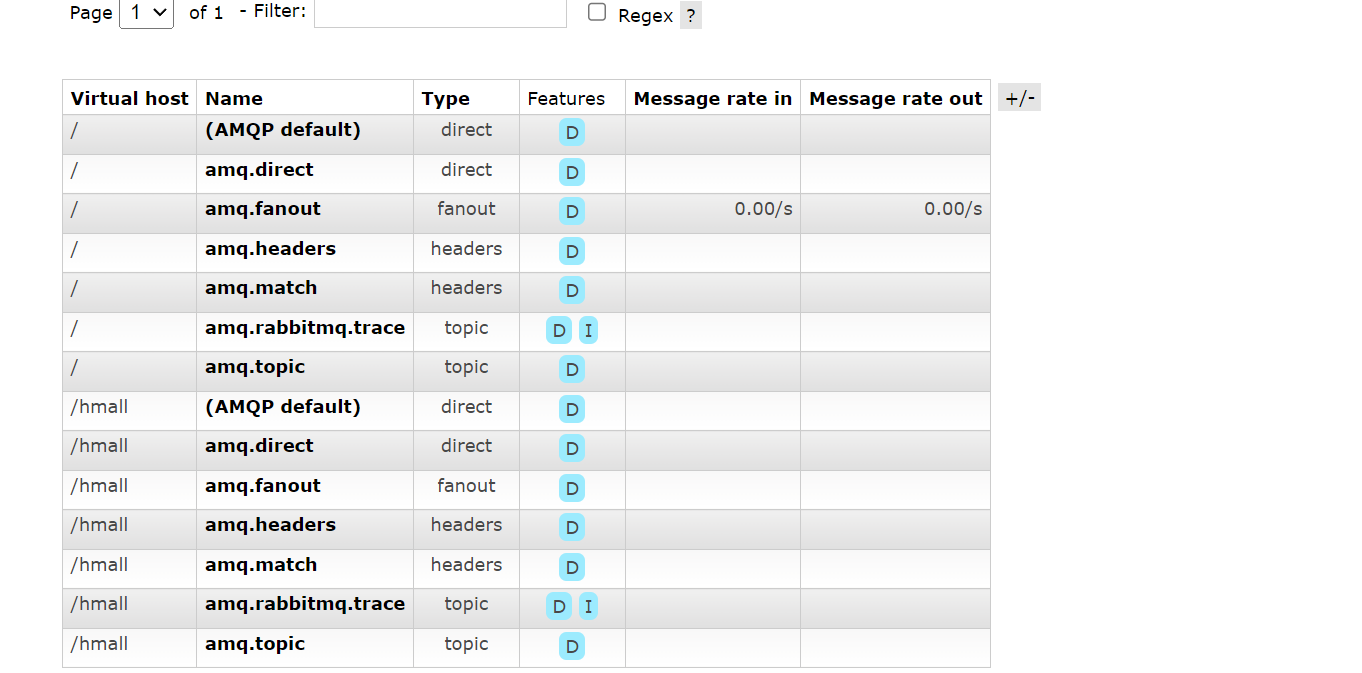 Page 1 of 1 - Filter: Regex ?
Virtual host Name Type Features Message rate in Message rate out +/-
/ (AMQP default) direct D
/ amq.direct direct D
/ amq.fanout fanout D 0.00/s 0.00/s
/ amq.headers headers D
/ amq.match headers D
/ amq.rabbitmq.trace topic D I
/ amq.topic topic D
/hmall (AMQP default) direct D
/hmall amq.direct direct D
/hmall amq.fanout fanout D
/hmall amq.headers headers D
/hmall amq.match headers D
/hmall amq.rabbitmq.trace topic D I
/hmall amq.topic topic D